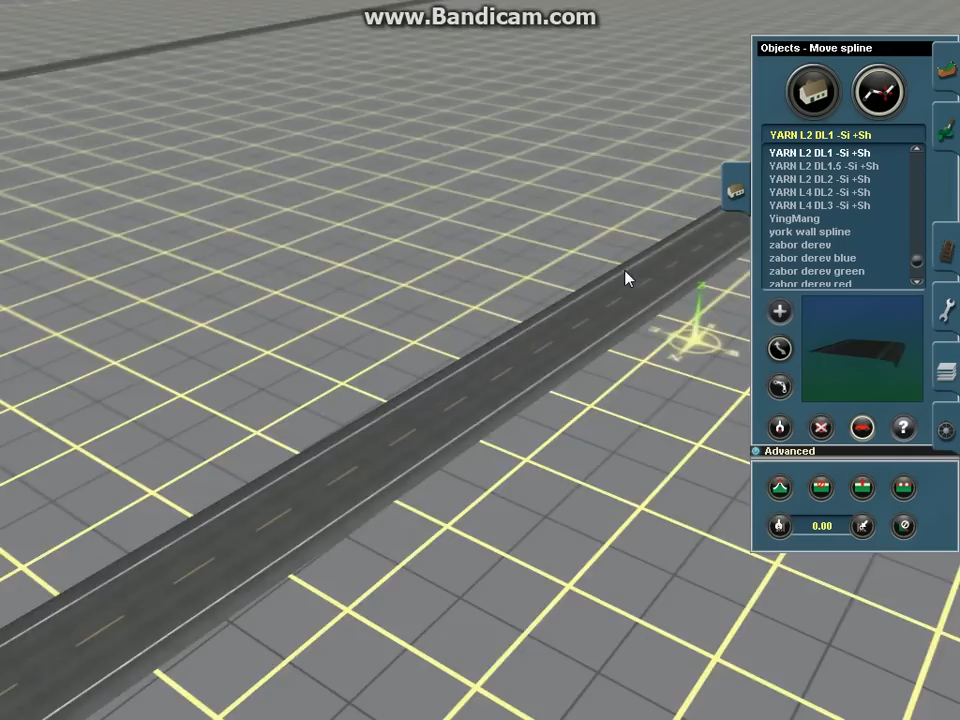 www.Bandicam.com
Objects - Move spline
YARN L2 DL1 -Si +Sh
YARN L2 DL1 -Si +Sh
YARN L2 DL1.5 -Si +Sh
YARN L2 DL2 -Si +Sh
YARN L4 DL2 -Si +Sh
YARN L4 DL3 -Si +Sh
YingMang
york wall spline
zabor derev
zabor derev blue
zabor derev green
zabor derev red
?
Advanced
0.00